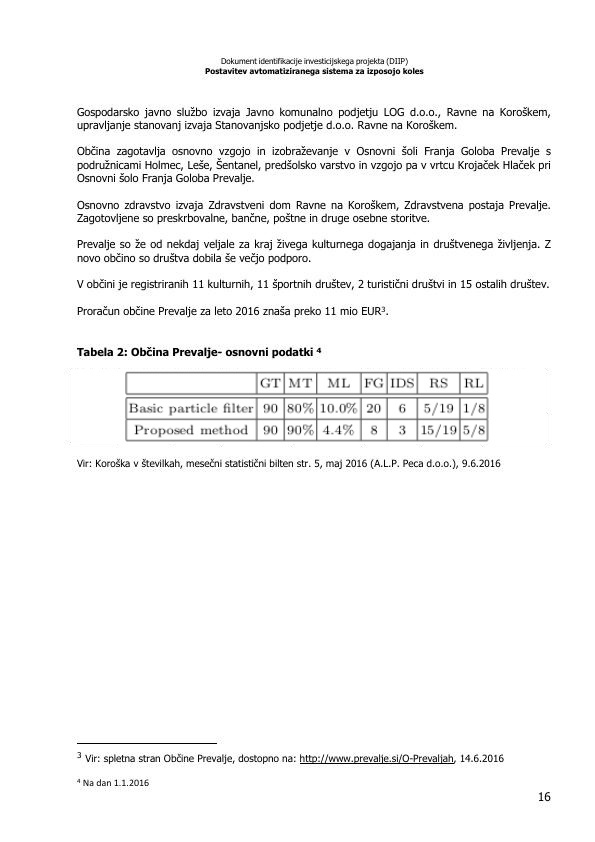 Dokument identifikacije investicijskega projekta (DIIP)
Postavitev avtomatiziranega sistema za izposojo koles
Gospodarsko javno službo izvaja Javno komunalno podjetju LOG d.o.o., Ravne na Koroškem,
upravljanje stanovanj izvaja Stanovanjsko podjetje d.o.o. Ravne na Koroškem.
Občina zagotavlja osnovno vzgojo in izobraževanje v Osnovni šoli Franja Goloba Prevalje s
podružnicami Holmec, Leše, Šentanel, predšolsko varstvo in vzgojo pa v vrtcu Krojaček Hlaček pri
Osnovni šolo Franja Goloba Prevalje.
Osnovno zdravstvo izvaja Zdravstveni dom Ravne na Koroškem, Zdravstvena postaja Prevalje.
Zagotovljene so preskrbovalne, bančne, poštne in druge osebne storitve.
Prevalje so že od nekdaj veljale za kraj živega kulturnega dogajanja in društvenega življenja. Z
novo občino so društva dobila še večjo podporo.
V občini je registriranih 11 kulturnih, 11 športnih društev, 2 turistični društvi in 15 ostalih društev.
Proračun občine Prevalje za leto 2016 znaša preko 11 mio EUR³.
Tabela 2: Občina Prevalje- osnovni podatki ⁴
GT MT ML FG IDS RS RL
Basic particle filter 90 80% 10.0% 20 6 5/19 1/8
Proposed method 90 90% 4.4% 8 3 15/19 5/8
Vir: Koroška v številkah, mesečni statistični bilten str. 5, maj 2016 (A.L.P. Peca d.o.o.), 9.6.2016
³ Vir: spletna stran Občine Prevalje, dostopno na: http://www.prevalje.si/O-Prevaljah, 14.6.2016
⁴ Na dan 1.1.2016
16